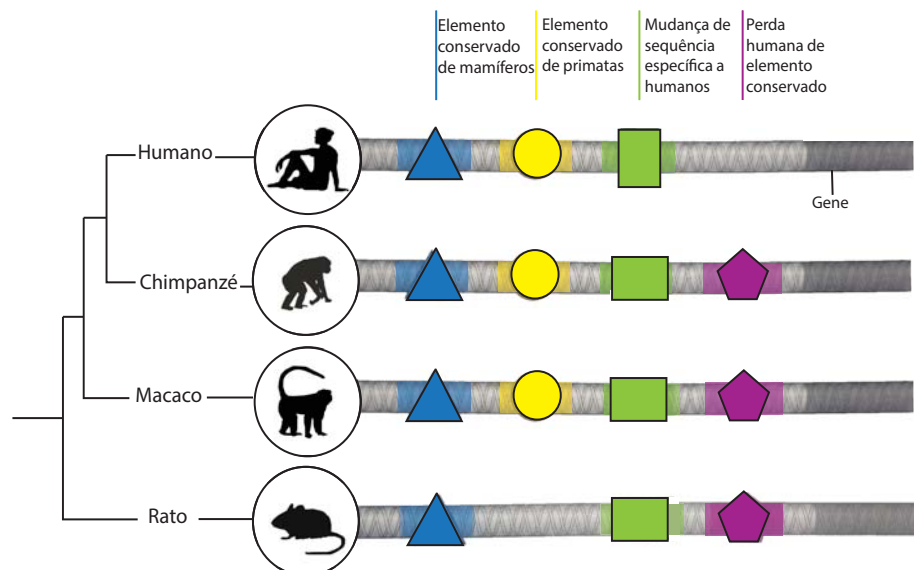 Elemento
conservado
de mamíferos
Elemento
conservado
de primatas
Mudança de
sequência
específica a
humanos
Perda
humana de
elemento
conservado
Humano
Gene
Chimpanzé
Macaco
Rato